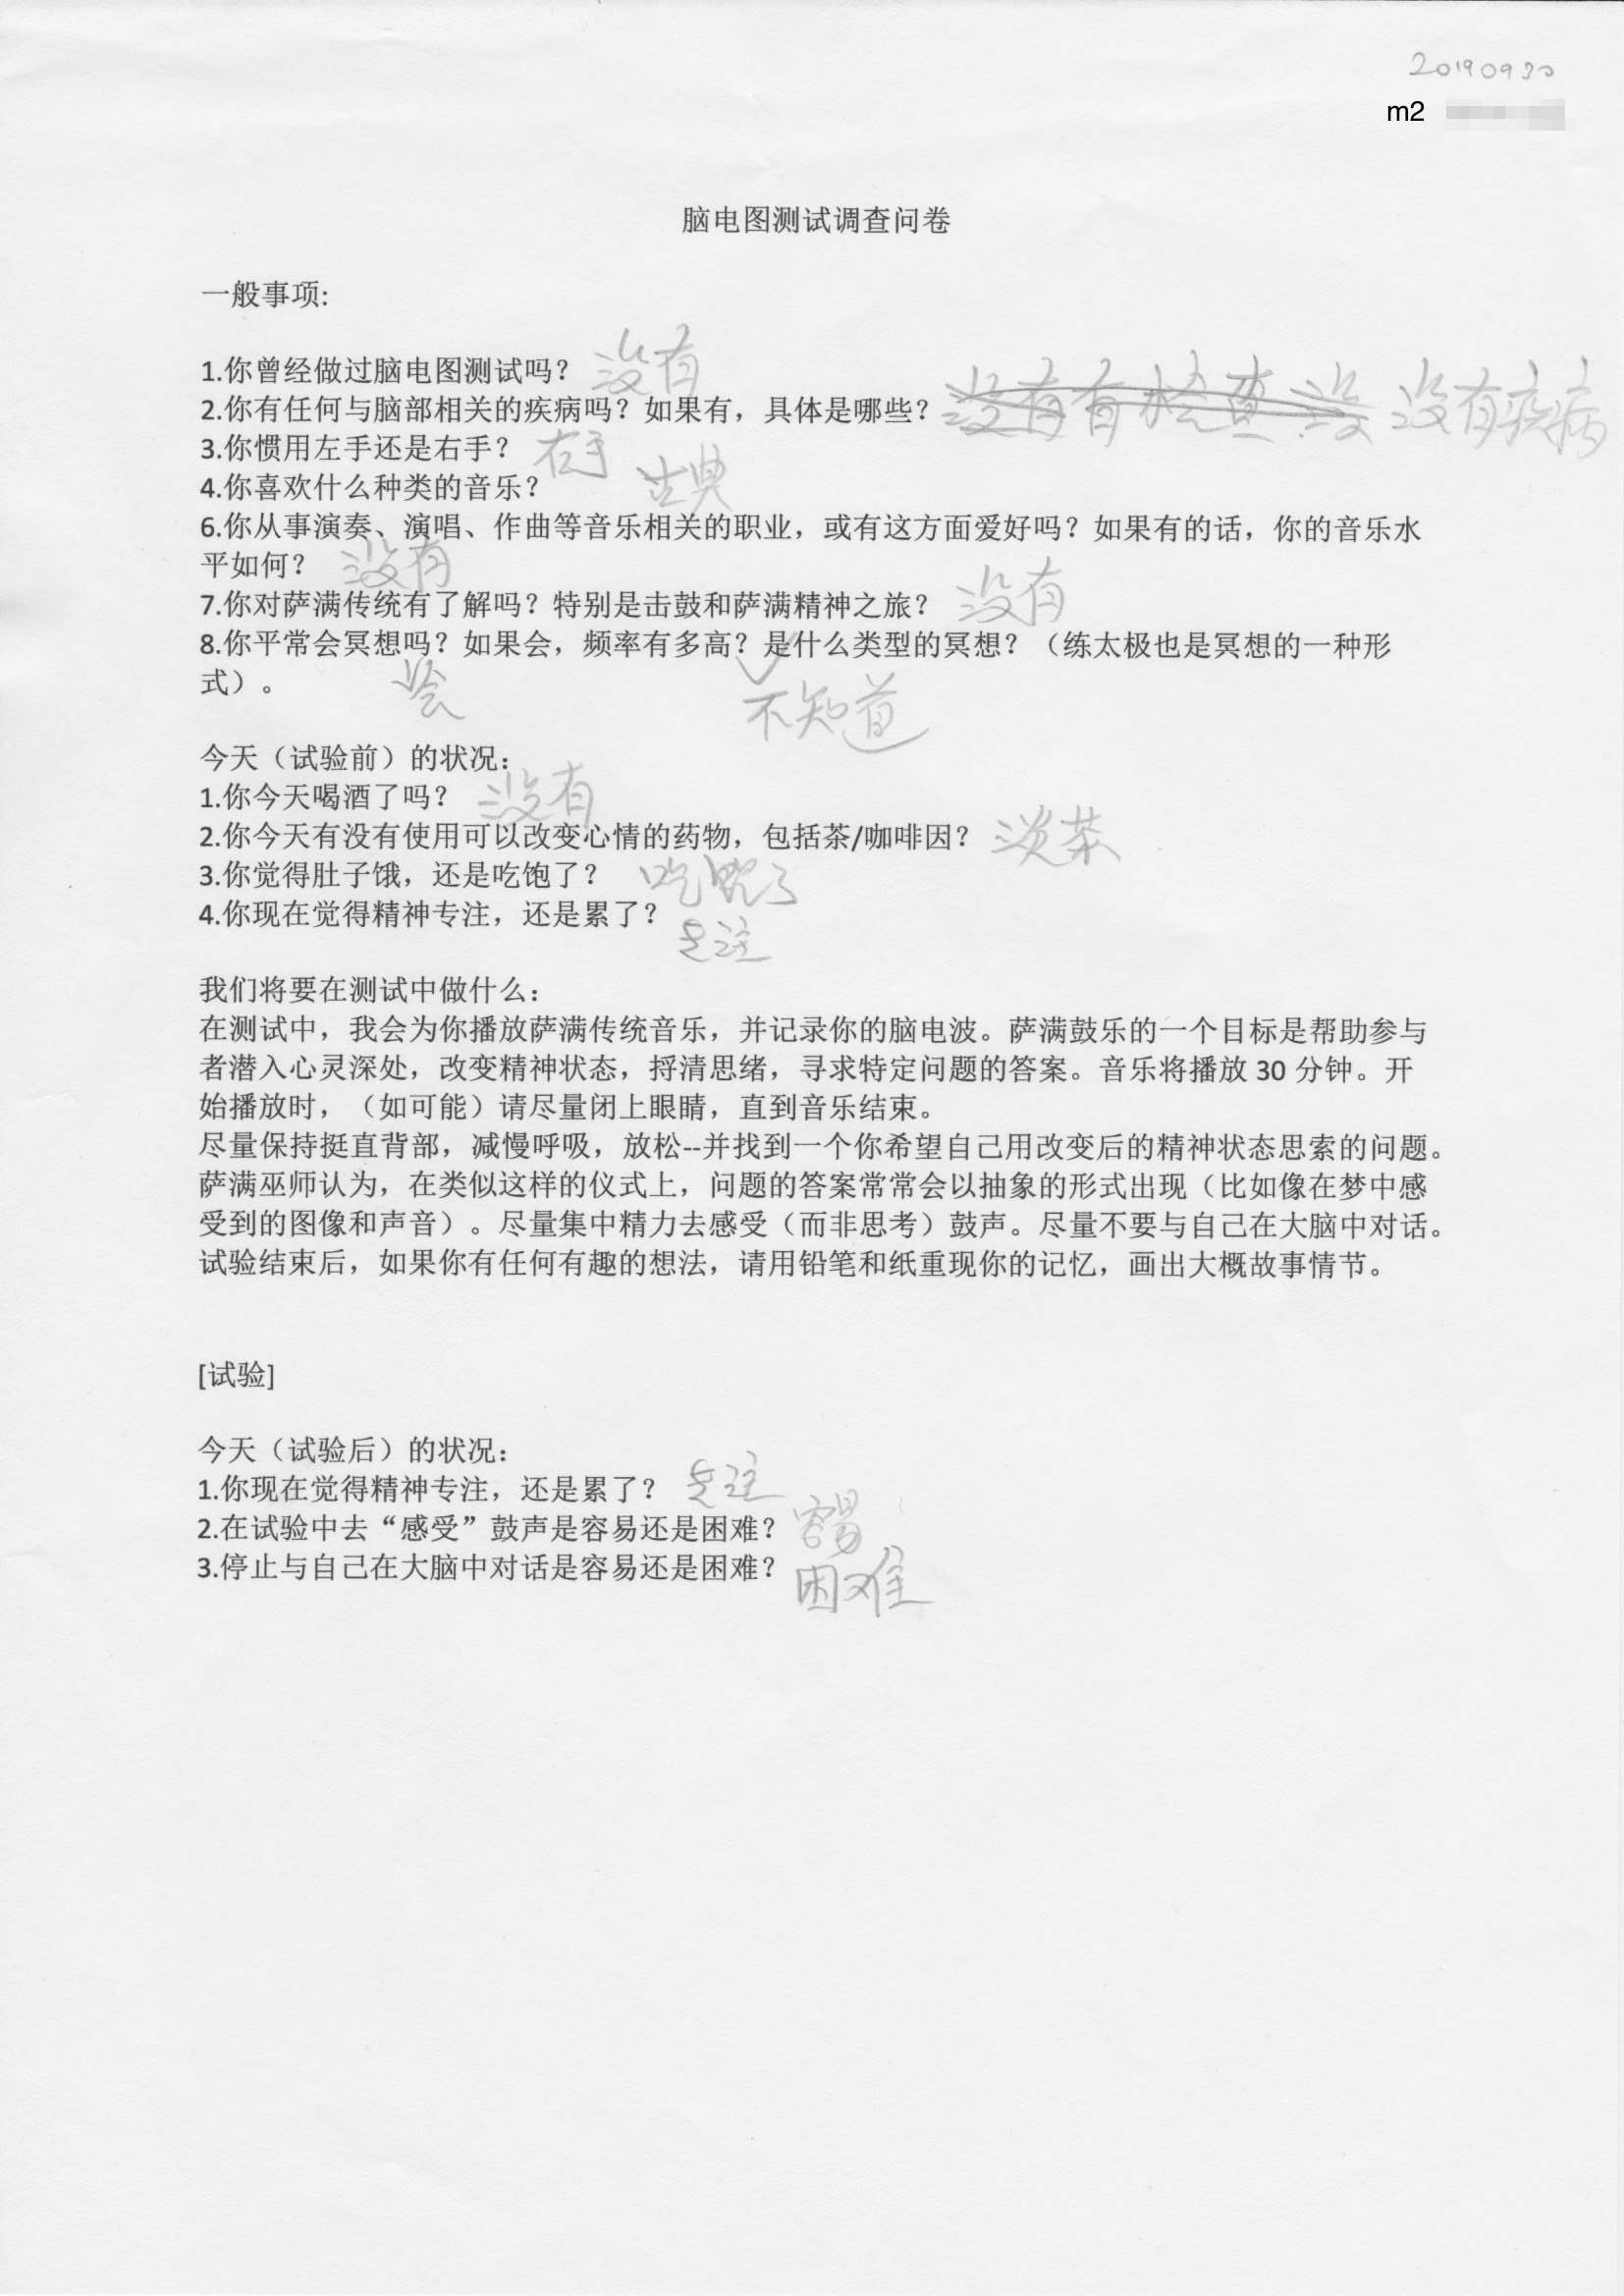 20190930
m2
脑电图测试调查问卷
一般事项:
1.你曾经做过脑电图测试吗？ 没有
2.你有任何与脑部相关的疾病吗？如果有，具体是哪些？ 没有有检查 没 没有疾病
3.你惯用左手还是右手？ 右手
4.你喜欢什么种类的音乐？ 古典
6.你从事演奏、演唱、作曲等音乐相关的职业，或有这方面爱好吗？如果有的话，你的音乐水
平如何？ 没有
7.你对萨满传统有了解吗？特别是击鼓和萨满精神之旅？ 没有
8.你平常会冥想吗？如果会，频率有多高？是什么类型的冥想？（练太极也是冥想的一种形
式）。 会 ✓ 不知道
今天（试验前）的状况：
1.你今天喝酒了吗？ 没有
2.你今天有没有使用可以改变心情的药物，包括茶/咖啡因？ 淡茶
3.你觉得肚子饿，还是吃饱了？ 吃饱了
4.你现在觉得精神专注，还是累了？ 专注
我们将要在测试中做什么：
在测试中，我会为你播放萨满传统音乐，并记录你的脑电波。萨满鼓乐的一个目标是帮助参与
者潜入心灵深处，改变精神状态，捋清思绪，寻求特定问题的答案。音乐将播放 30 分钟。开
始播放时，（如可能）请尽量闭上眼睛，直到音乐结束。
尽量保持挺直背部，减慢呼吸，放松--并找到一个你希望自己用改变后的精神状态思索的问题。
萨满巫师认为，在类似这样的仪式上，问题的答案常常会以抽象的形式出现（比如像在梦中感
受到的图像和声音）。尽量集中精力去感受（而非思考）鼓声。尽量不要与自己在大脑中对话。
试验结束后，如果你有任何有趣的想法，请用铅笔和纸重现你的记忆，画出大概故事情节。
[试验]
今天（试验后）的状况：
1.你现在觉得精神专注，还是累了？ 专注
2.在试验中去“感受”鼓声是容易还是困难？ 容易
3.停止与自己在大脑中对话是容易还是困难？ 困难